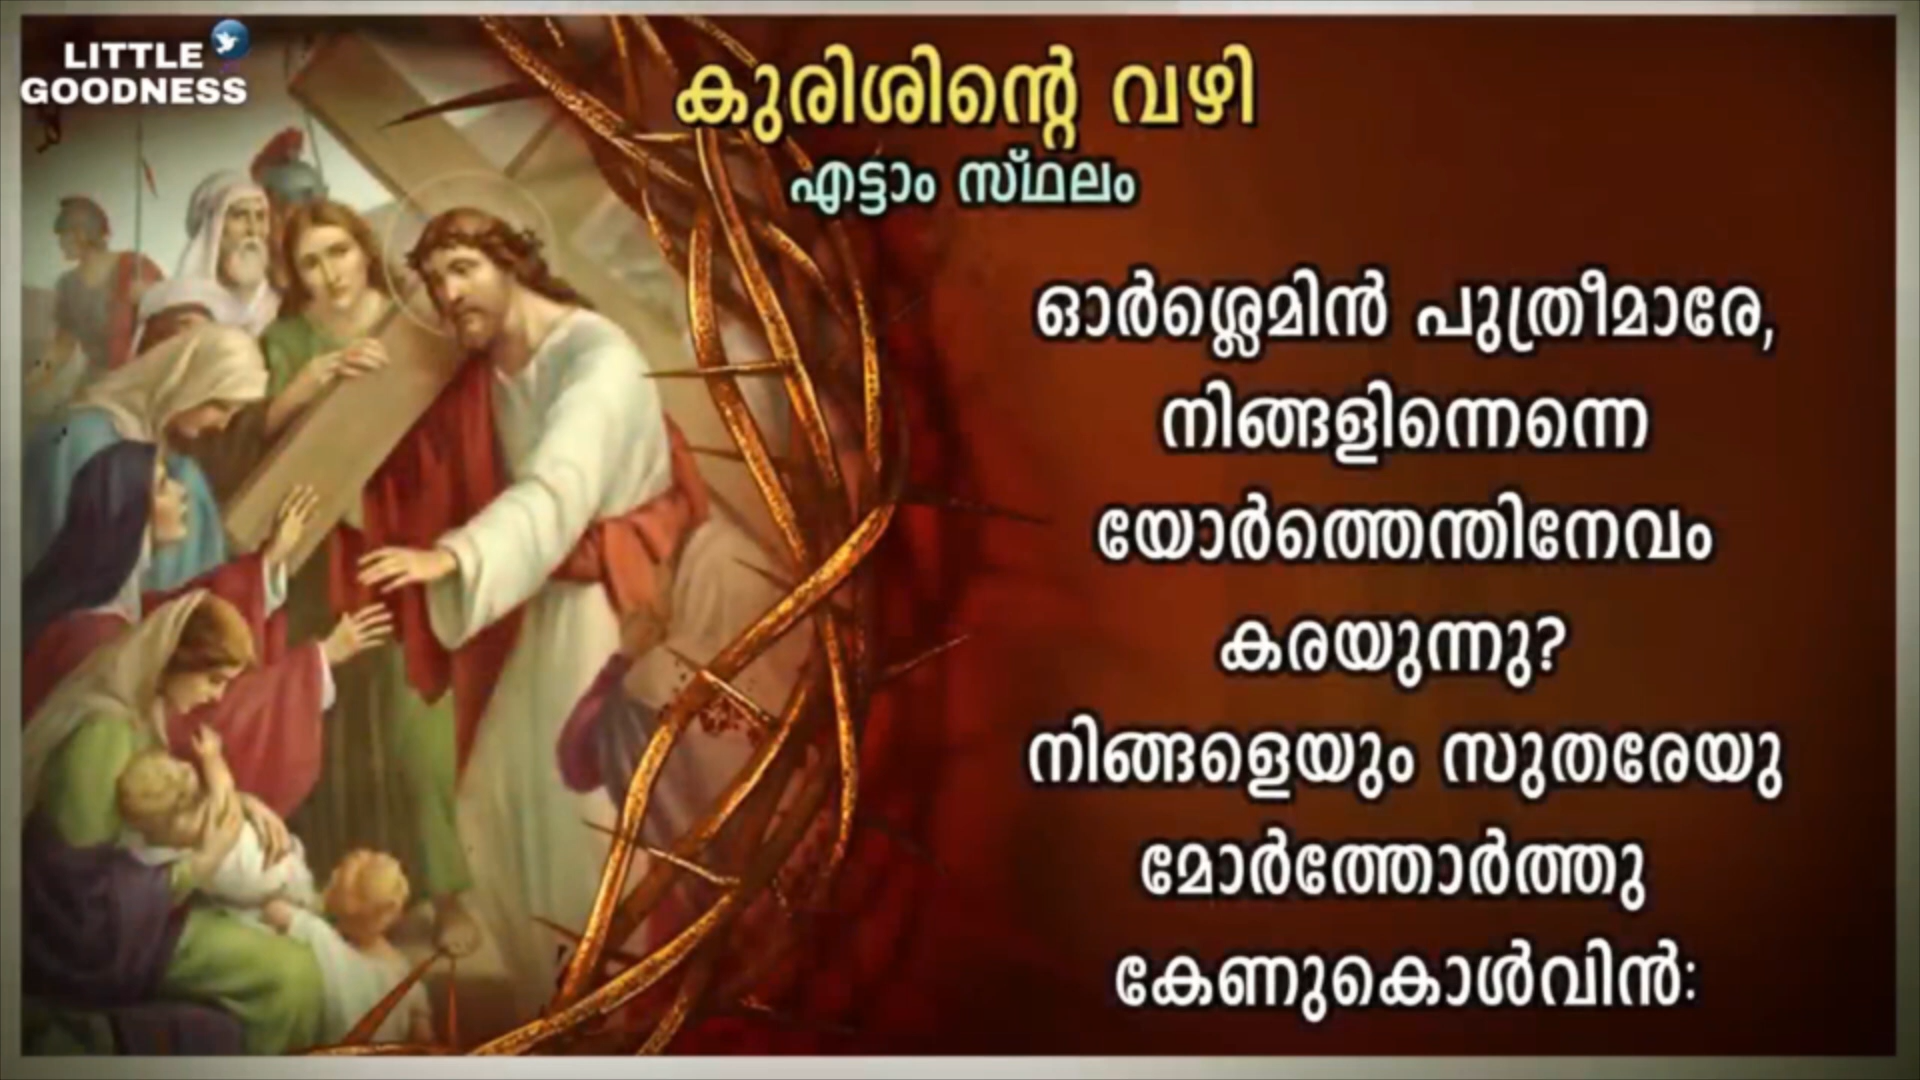 LITTLE
GOODNESS
കുരിശിന്റെ വഴി
എട്ടാം സ്ഥലം
ഓർശ്ലെമിൻ പുത്രീമാരേ,
നിങ്ങളിന്നെന്നെ
യോർത്തെന്തിനേവം
കരയുന്നു?
നിങ്ങളെയും സുതരേയു
മോർത്തോർത്തു
കേണുകൊൾവിൻ: